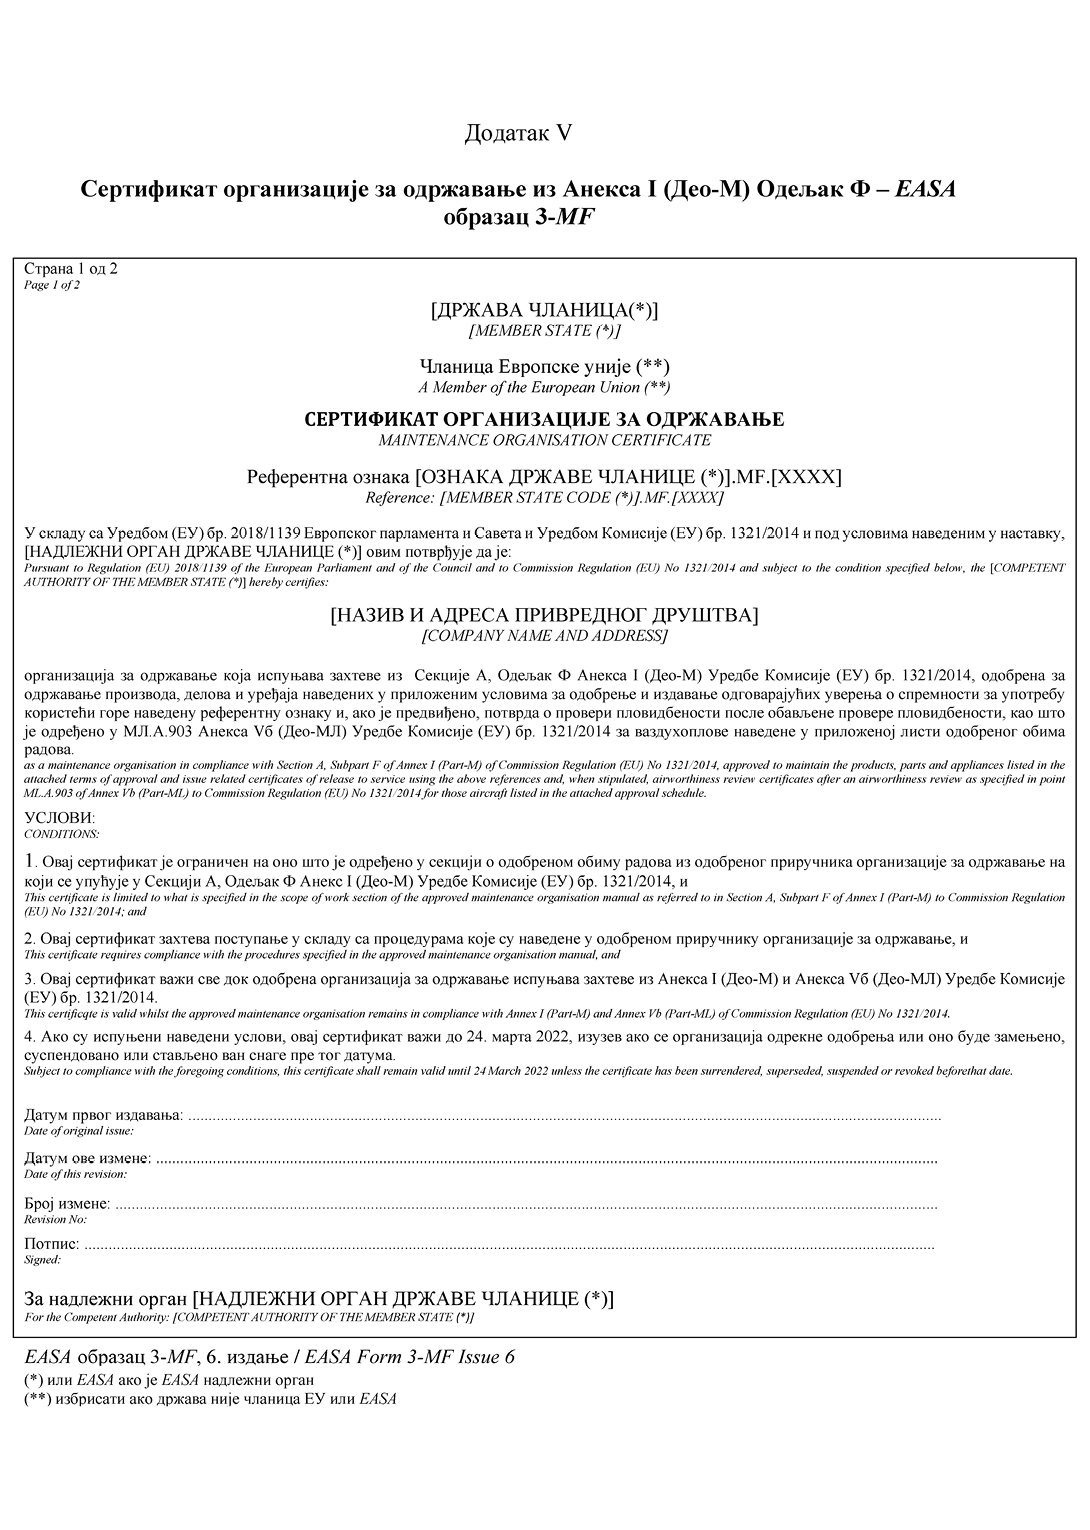 Додатак V
Сертификат организације за одржавање из Анекса I (Део-М) Одељак Ф – EASA
образац 3-MF
Страна 1 од 2
Page 1 of 2
[ДРЖАВА ЧЛАНИЦА(*)]
[MEMBER STATE (*)]
Чланица Европске уније (**)
A Member of the European Union (**)
СЕРТИФИКАТ ОРГАНИЗАЦИЈЕ ЗА ОДРЖАВАЊЕ
MAINTENANCE ORGANISATION CERTIFICATE
Референтна ознака [ОЗНАКА ДРЖАВЕ ЧЛАНИЦЕ (*)].MF.[XXXX]
Reference: [MEMBER STATE CODE (*)].MF.[XXXX]
У складу са Уредбом (ЕУ) бр. 2018/1139 Европског парламента и Савета и Уредбом Комисије (ЕУ) бр. 1321/2014 и под условима наведеним у наставку,
[НАДЛЕЖНИ ОРГАН ДРЖАВЕ ЧЛАНИЦЕ (*)] овим потврђује да је:
Pursuant to Regulation (EU) 2018/1139 of the European Parliament and of the Council and to Commission Regulation (EU) No 1321/2014 and subject to the condition specified below, the [COMPETENT
AUTHORITY OF THE MEMBER STATE (*)] hereby certifies:
[НАЗИВ И АДРЕСА ПРИВРЕДНОГ ДРУШТВА]
[COMPANY NAME AND ADDRESS]
организација за одржавање која испуњава захтеве из Секције А, Одељак Ф Анекса I (Део-М) Уредбе Комисије (ЕУ) бр. 1321/2014, одобрена за
одржавање производа, делова и уређаја наведених у приложеним условима за одобрење и издавање одговарајућих уверења о спремности за употребу
користећи горе наведену референтну ознаку и, ако је предвиђено, потврда о провери пловидбености после обављене провере пловидбености, као што
је одређено у МЛ.А.903 Анекса Vб (Део-МЛ) Уредбе Комисије (ЕУ) бр. 1321/2014 за ваздухоплове наведене у приложеној листи одобреног обима
радова.
as a maintenance organisation in compliance with Section A, Subpart F of Annex I (Part-M) of Commission Regulation (EU) No 1321/2014, approved to maintain the products, parts and appliances listed in the
attached terms of approval and issue related certificates of release to service using the above references and, when stipulated, airworthiness review certificates after an airworthiness review as specified in point
ML.A.903 of Annex Vb (Part-ML) to Commission Regulation (EU) No 1321/2014 for those aircraft listed in the attached approval schedule.
УСЛОВИ:
CONDITIONS:
1. Овај сертификат је ограничен на оно што је одређено у секцији о одобреном обиму радова из одобреног приручника организације за одржавање на
који се упућује у Секцији А, Одељак Ф Анекс I (Део-М) Уредбе Комисије (ЕУ) бр. 1321/2014, и
This certificate is limited to what is specified in the scope of work section of the approved maintenance organisation manual as referred to in Section A, Subpart F of Annex I (Part-M) to Commission Regulation
(EU) No 1321/2014; and
2. Овај сертификат захтева поступање у складу са процедурама које су наведене у одобреном приручнику организације за одржавање, и
This certificate requires compliance with the procedures specified in the approved maintenance organisation manual, and
3. Овај сертификат важи све док одобрена организација за одржавање испуњава захтеве из Анекса I (Део-М) и Анекса Vб (Део-МЛ) Уредбе Комисије
(ЕУ) бр. 1321/2014.
This certificate is valid whilst the approved maintenance organisation remains in compliance with Annex I (Part-M) and Annex Vb (Part-ML) of Commission Regulation (EU) No 1321/2014.
4. Ако су испуњени наведени услови, овај сертификат важи до 24. марта 2022, изузев ако се организација одрекне одобрења или оно буде замењено,
суспендовано или стављено ван снаге пре тог датума.
Subject to compliance with the foregoing conditions, this certificate shall remain valid until 24 March 2022 unless the certificate has been surrendered, superseded, suspended or revoked beforethat date.
Датум првог издавања: ........................................
Date of original issue:
Датум ове измене: ........................................
Date of this revision:
Број измене: ........................................
Revision No:
Потпис: ........................................
Signed:
За надлежни орган [НАДЛЕЖНИ ОРГАН ДРЖАВЕ ЧЛАНИЦЕ (*)]
For the Competent Authority: [COMPETENT AUTHORITY OF THE MEMBER STATE (*)]
EASA образац 3-MF, 6. издање / EASA Form 3-MF Issue 6
(*) или EASA ако је EASA надлежни орган
(**) избрисати ако држава није чланица ЕУ или EASA